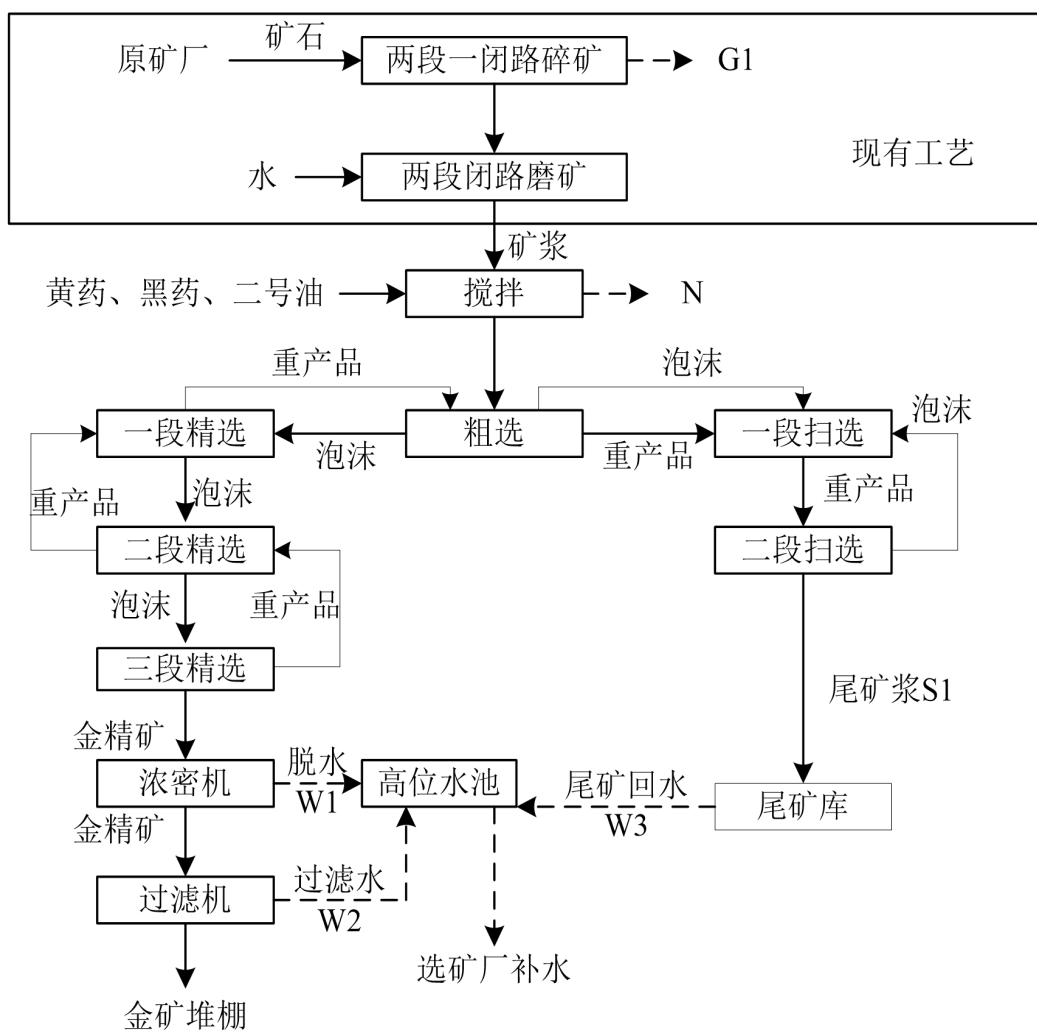 矿石
原矿厂
两段一闭路碎矿
G1
现有工艺
水
两段闭路磨矿
矿浆
黄药、黑药、二号油
搅拌
N
重产品
泡沫
泡沫
一段精选
粗选
一段扫选
泡沫
重产品
重产品
泡沫
重产品
二段精选
二段扫选
泡沫
重产品
三段精选
尾矿浆S1
金精矿
脱水
尾矿回水
浓密机
高位水池
尾矿库
W1
W3
金精矿
过滤水
过滤机
W2
选矿厂补水
金矿堆棚